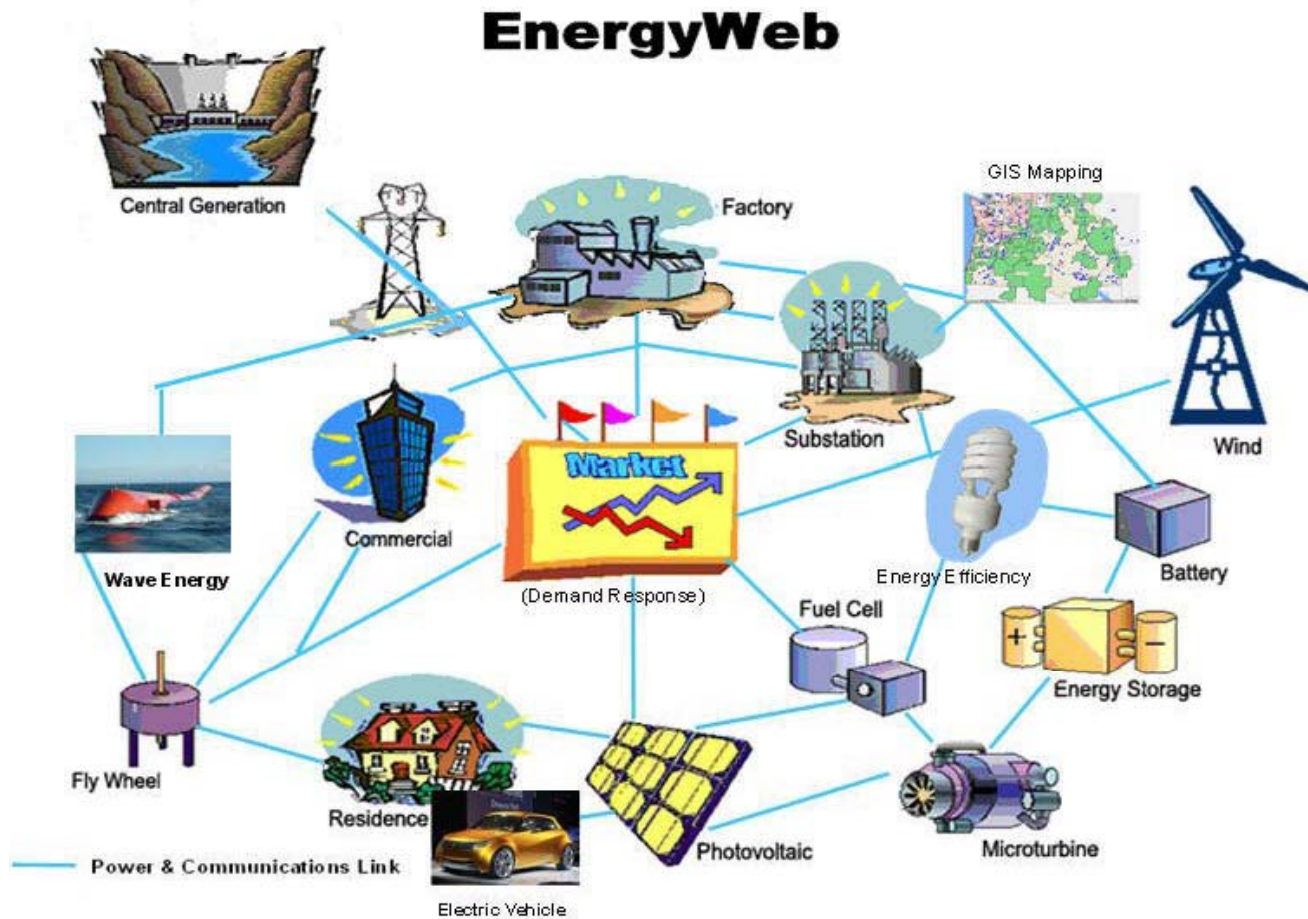 EnergyWeb
Central Generation
Factory
GIS Mapping
Substation
Wind
Market
Commercial
Wave Energy
(Demand Response)
Energy Efficiency
Battery
Fuel Cell
+
−
Energy Storage
Fly Wheel
Residence
Photovoltaic
Microturbine
Power & Communications Link
Electric Vehicle